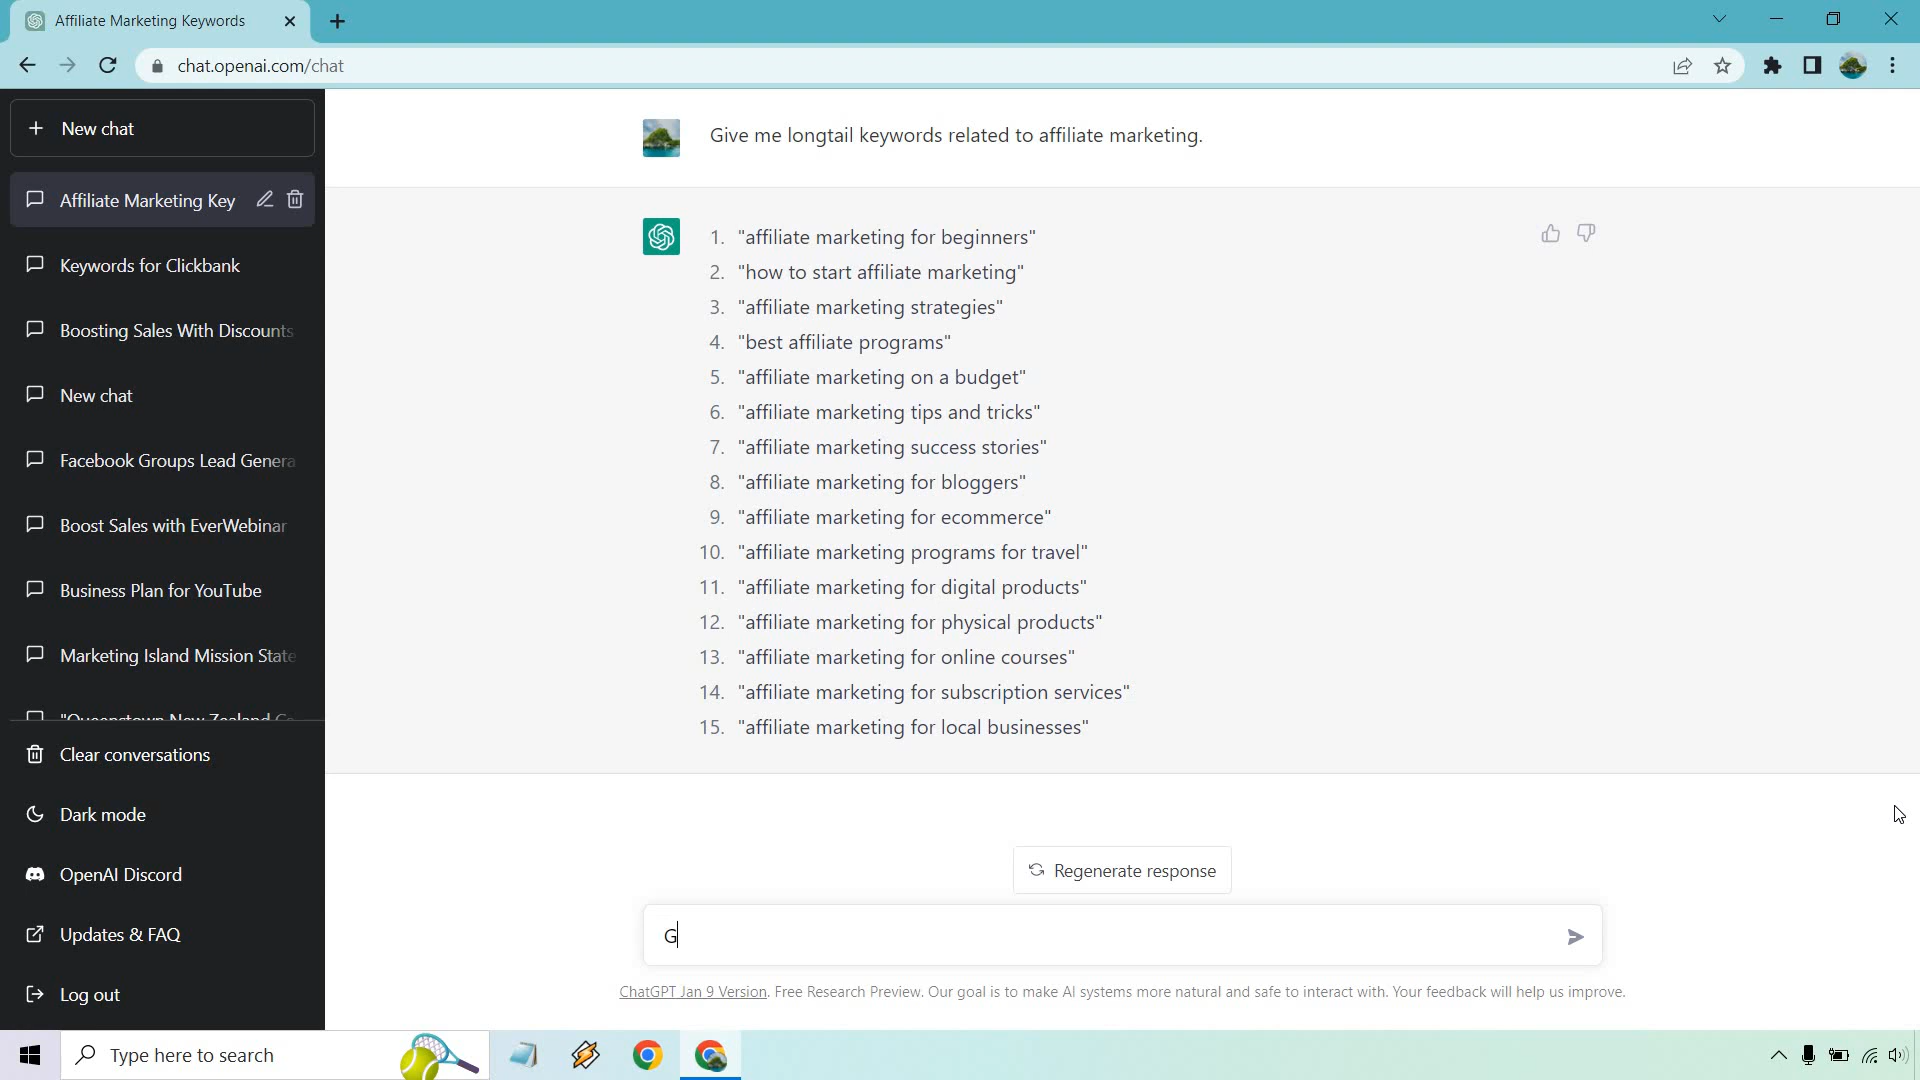 Affiliate Marketing Keywords
chat.openai.com/chat
New chat
Affiliate Marketing Key
Keywords for Clickbank
Boosting Sales With Discounts
New chat
Facebook Groups Lead Genera
Boost Sales with EverWebinar
Business Plan for YouTube
Marketing Island Mission State
"Queenstown New Zealand Co
Clear conversations
Dark mode
OpenAI Discord
Updates & FAQ
Log out
Give me longtail keywords related to affiliate marketing.
1. "affiliate marketing for beginners"
2. "how to start affiliate marketing"
3. "affiliate marketing strategies"
4. "best affiliate programs"
5. "affiliate marketing on a budget"
6. "affiliate marketing tips and tricks"
7. "affiliate marketing success stories"
8. "affiliate marketing for bloggers"
9. "affiliate marketing for ecommerce"
10. "affiliate marketing programs for travel"
11. "affiliate marketing for digital products"
12. "affiliate marketing for physical products"
13. "affiliate marketing for online courses"
14. "affiliate marketing for subscription services"
15. "affiliate marketing for local businesses"
Regenerate response
G
ChatGPT Jan 9 Version. Free Research Preview. Our goal is to make AI systems more natural and safe to interact with. Your feedback will help us improve.
Type here to search